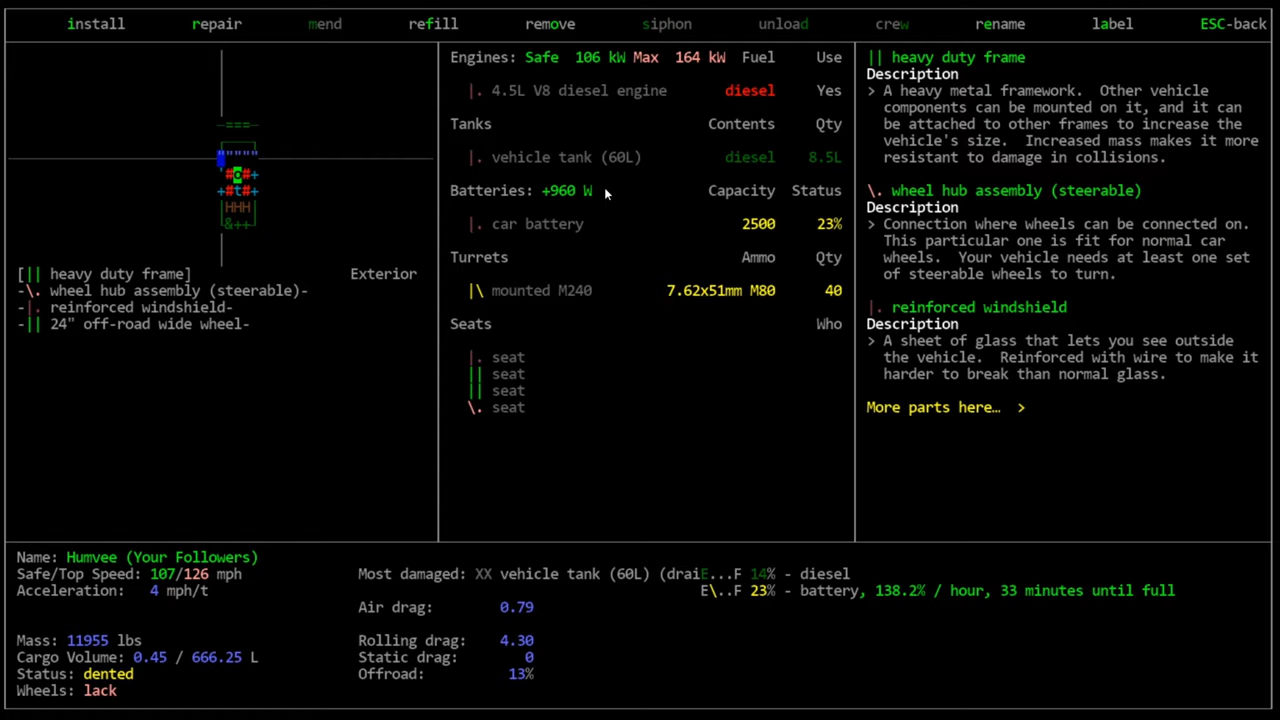 install repair mend refill remove siphon unload crew rename label ESC-back
[|| heavy duty frame] Exterior
-\. wheel hub assembly (steerable)-
-|. reinforced windshield-
-|| 24" off-road wide wheel-
Engines: Safe 106 kW Max 164 kW Fuel Use
|. 4.5L V8 diesel engine diesel Yes
Tanks Contents Qty
|. vehicle tank (60L) diesel 8.5L
Batteries: +960 W Capacity Status
|. car battery 2500 23%
Turrets Ammo Qty
|\ mounted M240 7.62x51mm M80 40
Seats Who
|. seat
|| seat
|| seat
\. seat
|| heavy duty frame
Description
> A heavy metal framework. Other vehicle
components can be mounted on it, and it can
be attached to other frames to increase the
vehicle's size. Increased mass makes it more
resistant to damage in collisions.
\. wheel hub assembly (steerable)
Description
> Connection where wheels can be connected on.
This particular one is fit for normal car
wheels. Your vehicle needs at least one set
of steerable wheels to turn.
|. reinforced windshield
Description
> A sheet of glass that lets you see outside
the vehicle. Reinforced with wire to make it
harder to break than normal glass.
More parts here… >
Name: Humvee (Your Followers)
Safe/Top Speed: 107/126 mph
Acceleration: 4 mph/t
Mass: 11955 lbs
Cargo Volume: 0.45 / 666.25 L
Status: dented
Wheels: lack
Most damaged: XX vehicle tank (60L) (draiE...F 14% - diesel
E\..F 23% - battery, 138.2% / hour, 33 minutes until full
Air drag: 0.79
Rolling drag: 4.30
Static drag: 0
Offroad: 13%